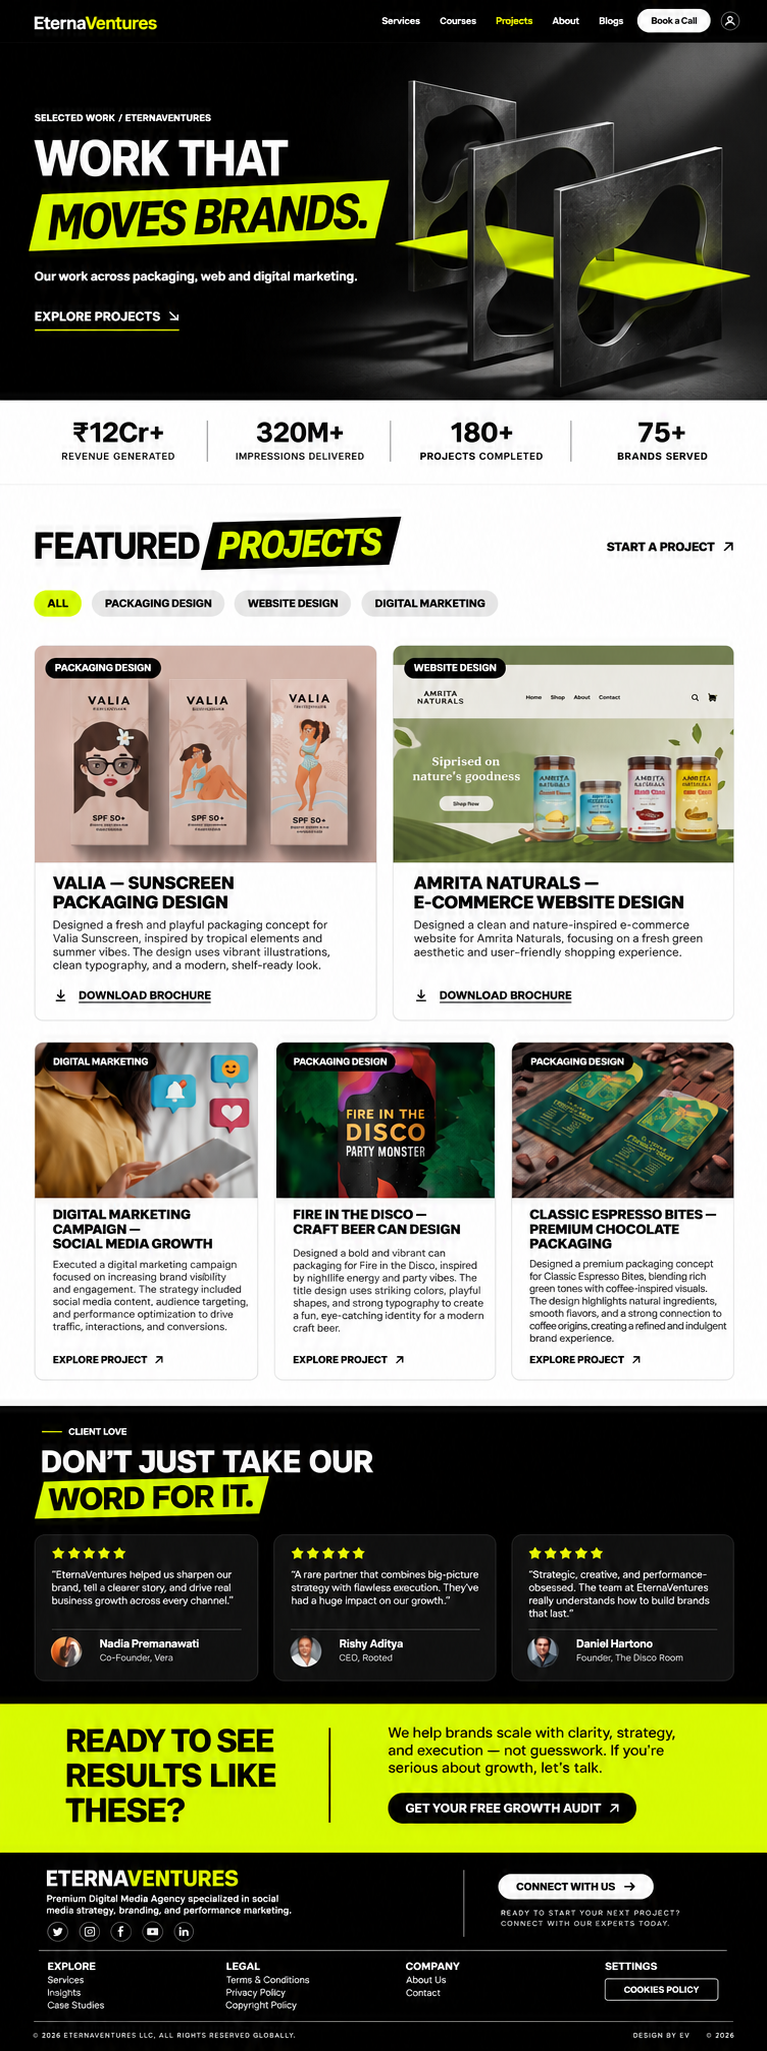 EternaVentures
Services Courses Projects About Blogs Book a Call
SELECTED WORK / ETERNAVENTURES
WORK THAT
MOVES BRANDS.
Our work across packaging, web and digital marketing.
EXPLORE PROJECTS ↘
₹12Cr+ 320M+ 180+ 75+
REVENUE GENERATED IMPRESSIONS DELIVERED PROJECTS COMPLETED BRANDS SERVED
FEATURED PROJECTS
START A PROJECT ↗
ALL PACKAGING DESIGN WEBSITE DESIGN DIGITAL MARKETING
PACKAGING DESIGN
VALIA VALIA VALIA
SPF 50+ SPF 50+ SPF 50+
VALIA — SUNSCREEN
PACKAGING DESIGN
Designed a fresh and playful packaging concept for
Valia Sunscreen, inspired by tropical elements and
summer vibes. The design uses vibrant illustrations,
clean typography, and a modern, shelf-ready look.
DOWNLOAD BROCHURE
WEBSITE DESIGN
AMRITA
NATURALS
Home Shop About Contact
Siprised on
nature's goodness
Shop now
AMRITA NATURALS —
E-COMMERCE WEBSITE DESIGN
Designed a clean and nature-inspired e-commerce
website for Amrita Naturals, focusing on a fresh green
aesthetic and user-friendly shopping experience.
DOWNLOAD BROCHURE
DIGITAL MARKETING
DIGITAL MARKETING
CAMPAIGN —
SOCIAL MEDIA GROWTH
Executed a digital marketing campaign
focused on increasing brand visibility
and engagement. The strategy included
social media content, audience targeting,
and performance optimization to drive
traffic, interactions, and conversions.
EXPLORE PROJECT ↗
PACKAGING DESIGN
FIRE IN THE
DISCO
PARTY MONSTER
FIRE IN THE DISCO —
CRAFT BEER CAN DESIGN
Designed a bold and vibrant can
packaging for Fire in the Disco, inspired
by nightlife energy and party vibes. The
title design uses striking colors, playful
shapes, and strong typography to create
a fun, eye-catching identity for a modern
craft beer.
EXPLORE PROJECT ↗
PACKAGING DESIGN
CLASSIC ESPRESSO BITES —
PREMIUM CHOCOLATE
PACKAGING
Designed a premium packaging concept
for Classic Espresso Bites, blending rich
green tones with coffee-inspired visuals.
The design highlights natural ingredients,
smooth flavors, and a strong connection to
coffee origins, creating a refined and indulgent
brand experience.
EXPLORE PROJECT ↗
CLIENT LOVE
DON'T JUST TAKE OUR
WORD FOR IT.
"EternaVentures helped us sharpen our
brand, tell a clearer story, and drive real
business growth across every channel."
Nadia Premanawati
Co-Founder, Vera
"A rare partner that combines big-picture
strategy with flawless execution. They've
had a huge impact on our growth."
Rishy Aditya
CEO, Rooted
"Strategic, creative, and performance-
obsessed. The team at EternaVentures
really understands how to build brands
that last."
Daniel Hartono
Founder, The Disco Room
READY TO SEE
RESULTS LIKE
THESE?
We help brands scale with clarity, strategy,
and execution — not guesswork. If you're
serious about growth, let's talk.
GET YOUR FREE GROWTH AUDIT ↗
ETERNAVENTURES
Premium Digital Media Agency specialized in social
media strategy, branding, and performance marketing.
CONNECT WITH US →
READY TO START YOUR NEXT PROJECT?
CONNECT WITH OUR EXPERTS TODAY.
EXPLORE
Services
Insights
Case Studies
LEGAL
Terms & Conditions
Privacy Policy
Copyright Policy
COMPANY
About Us
Contact
SETTINGS
COOKIES POLICY
© 2026 ETERNAVENTURES LLC, ALL RIGHTS RESERVED GLOBALLY.
DESIGN BY EV © 2026